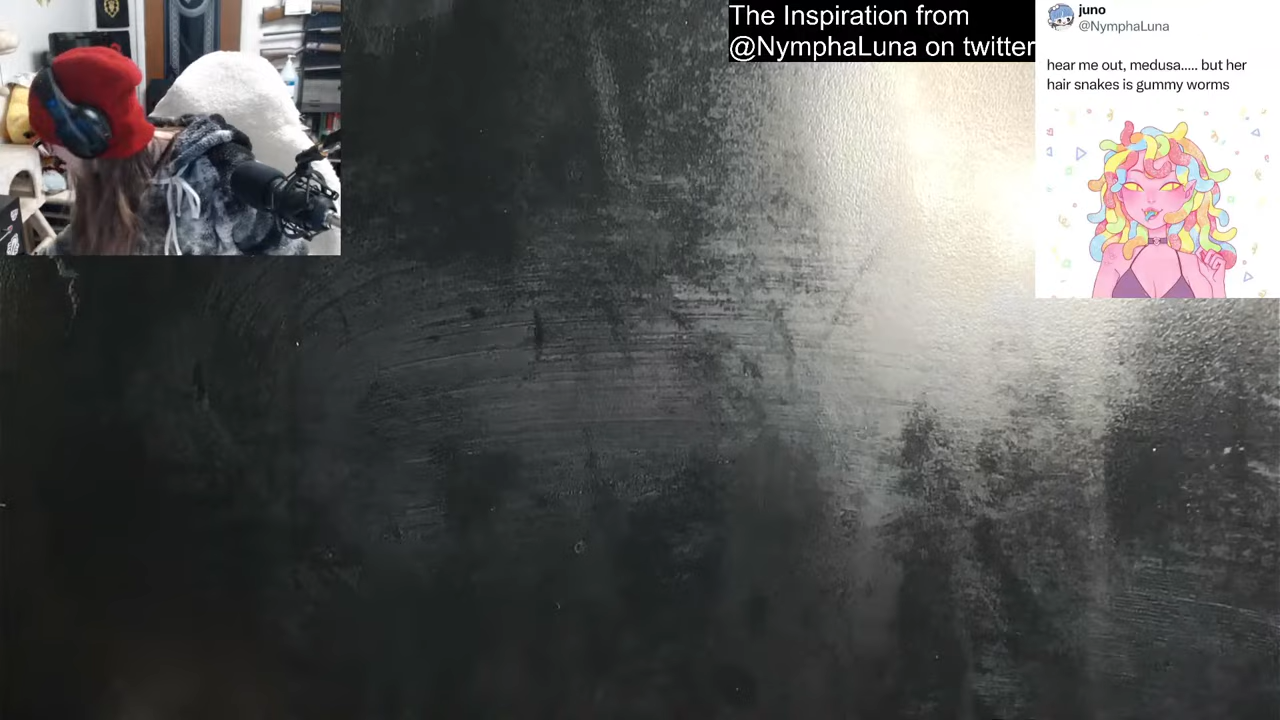 The Inspiration from
@NymphaLuna on twitter
juno
@NymphaLuna
hear me out, medusa..... but her
hair snakes is gummy worms